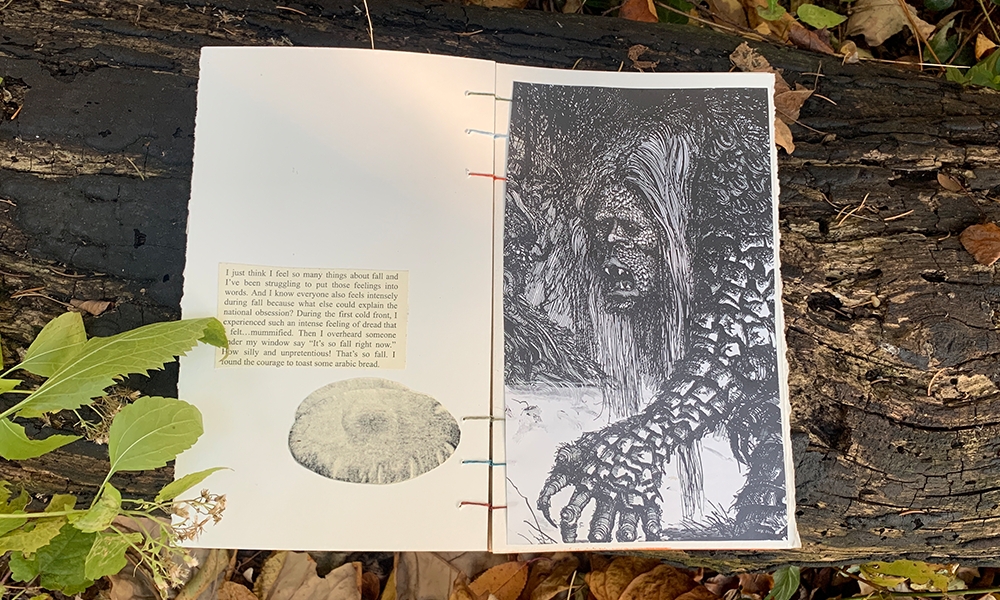 I just think I feel so many things about fall and
I've been struggling to put those feelings into
words. And I know everyone also feels intensely
during fall because what else could explain the
national obsession? During the first cold front, I
experienced such an intense feeling of dread that
felt…mummified. Then I overheard someone
under my window say “It's so fall right now.”
How silly and unpretentious! That's so fall. I
found the courage to toast some arabic bread.